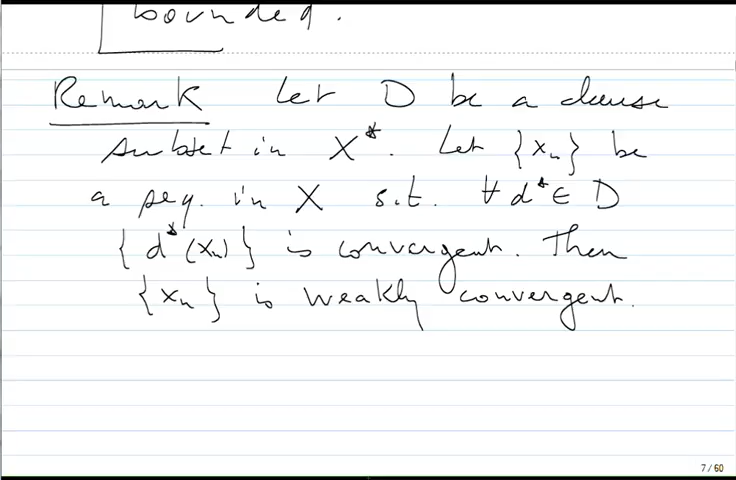 bounded.
Remark Let D be a dense
subset in X*. Let {xₙ} be
a seq. in X s.t. ∀ d* ∈ D
{d*(xₙ)} is convergent. Then
{xₙ} is weakly convergent.
7 / 60